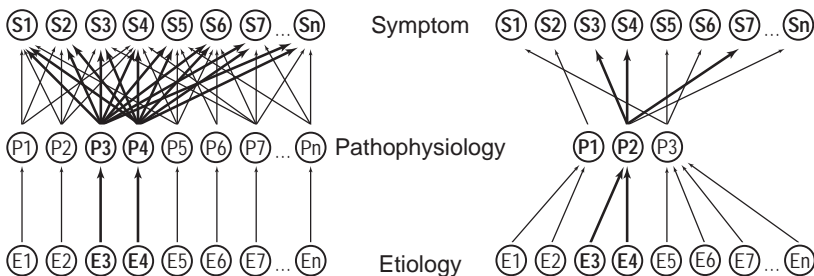 S1 S2 S3 S4 S5 S6 S7 ... Sn Symptom S1 S2 S3 S4 S5 S6 S7 ... Sn
P1 P2 P3 P4 P5 P6 P7 ... Pn Pathophysiology P1 P2 P3
E1 E2 E3 E4 E5 E6 E7 ... En Etiology E1 E2 E3 E4 E5 E6 E7 ... En